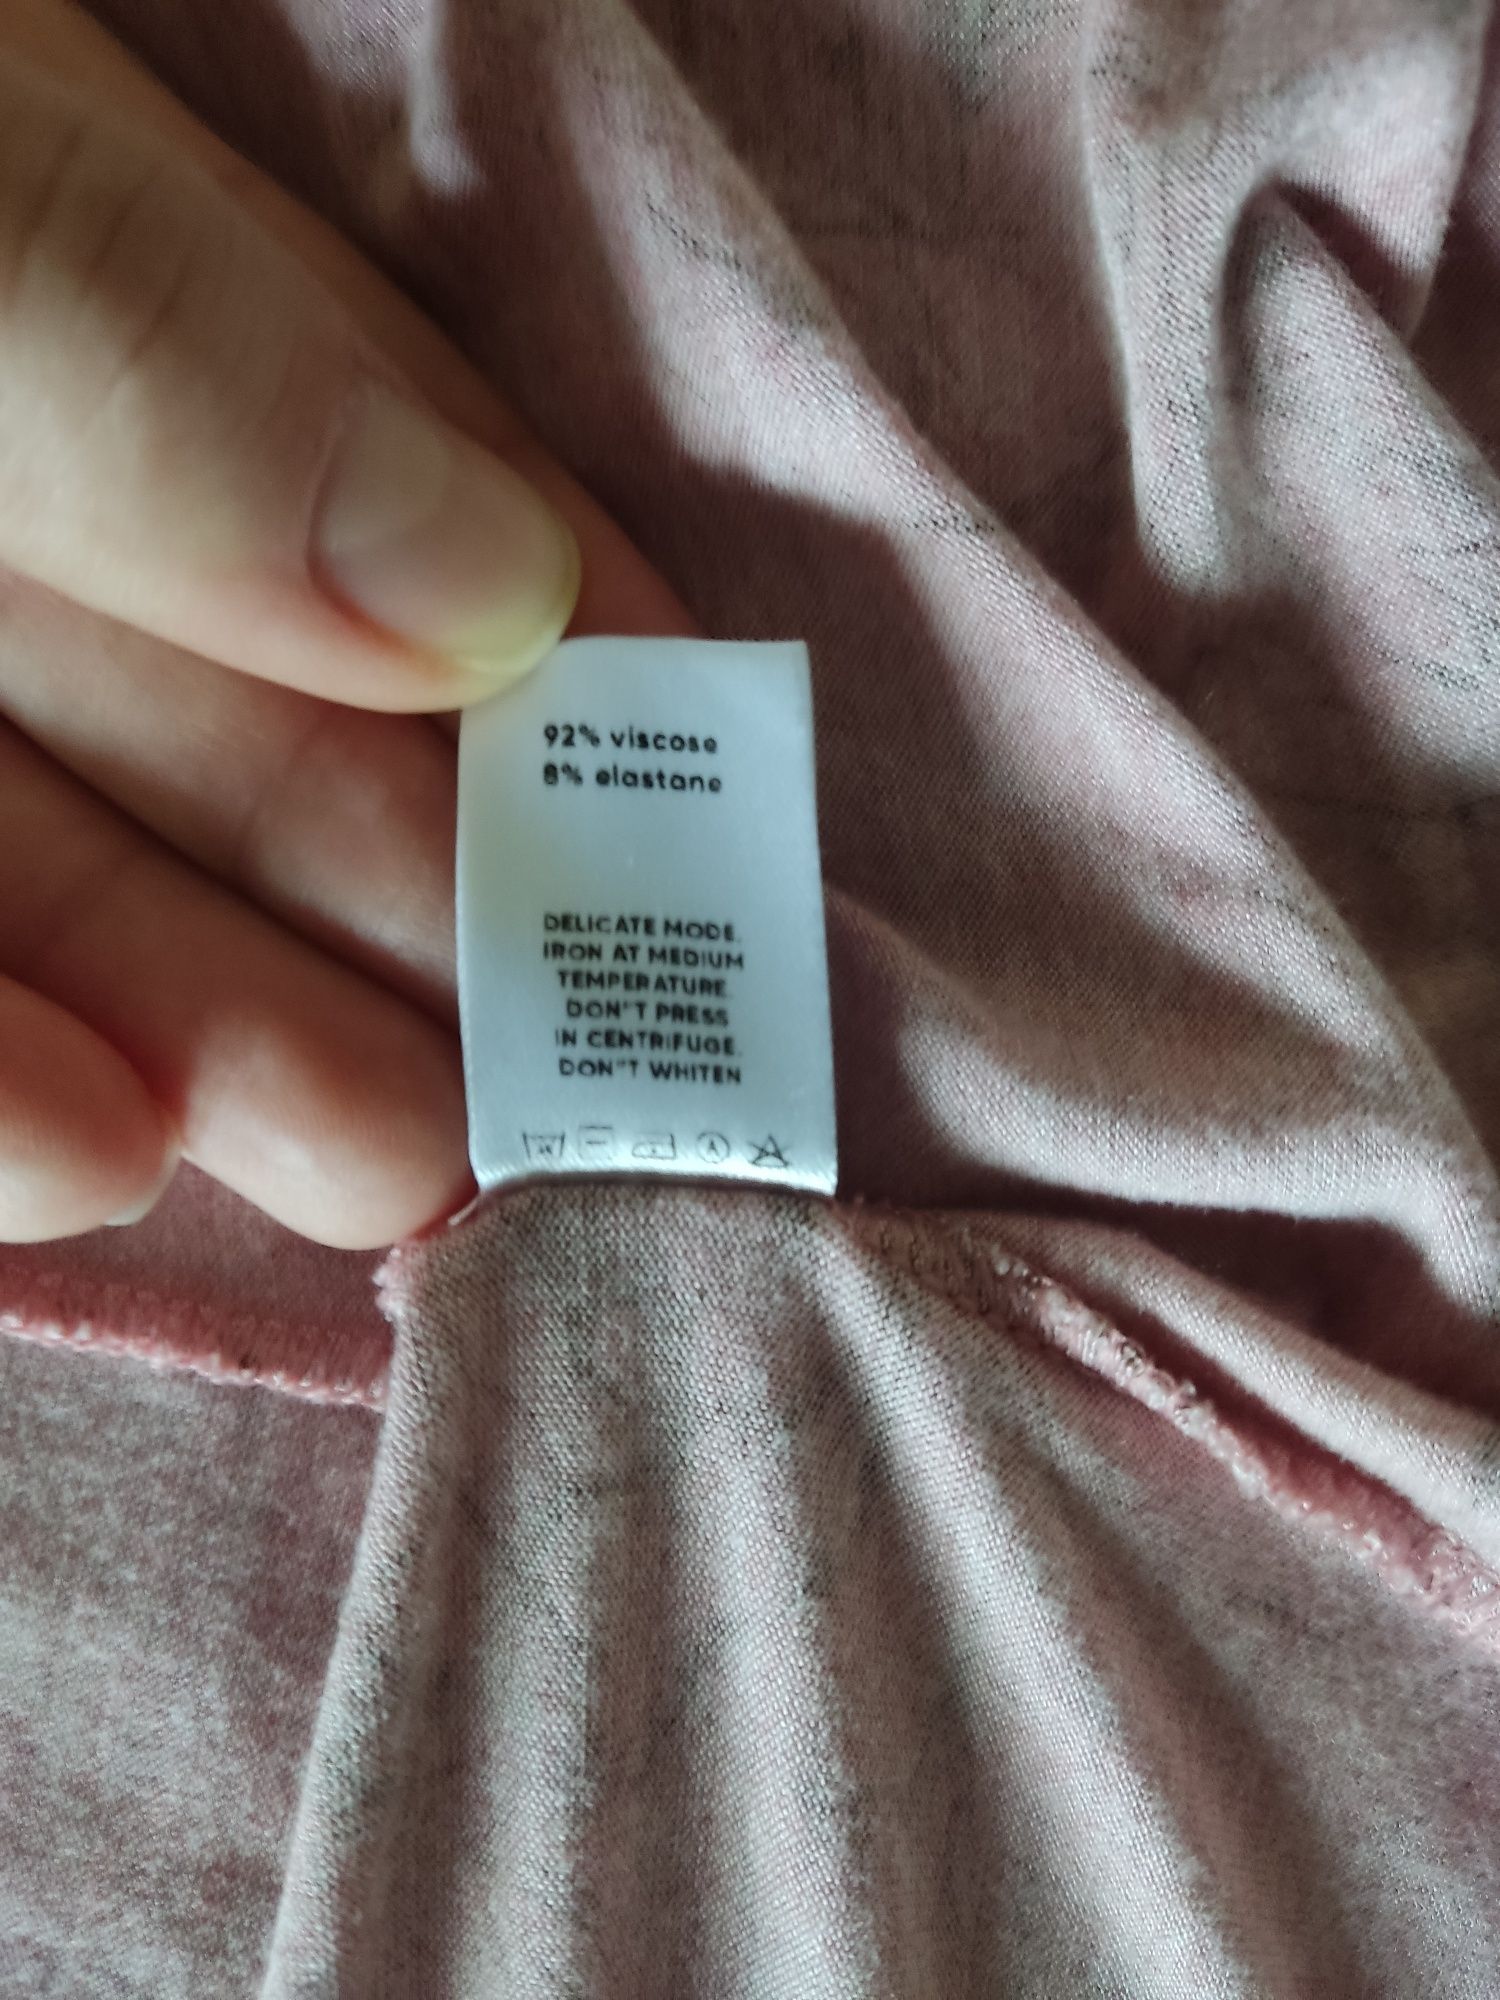 92% viscose
8% elastane
DELICATE MODE.
IRON AT MEDIUM
TEMPERATURE.
DON"T PRESS
IN CENTRIFUGE.
DON"T WHITEN